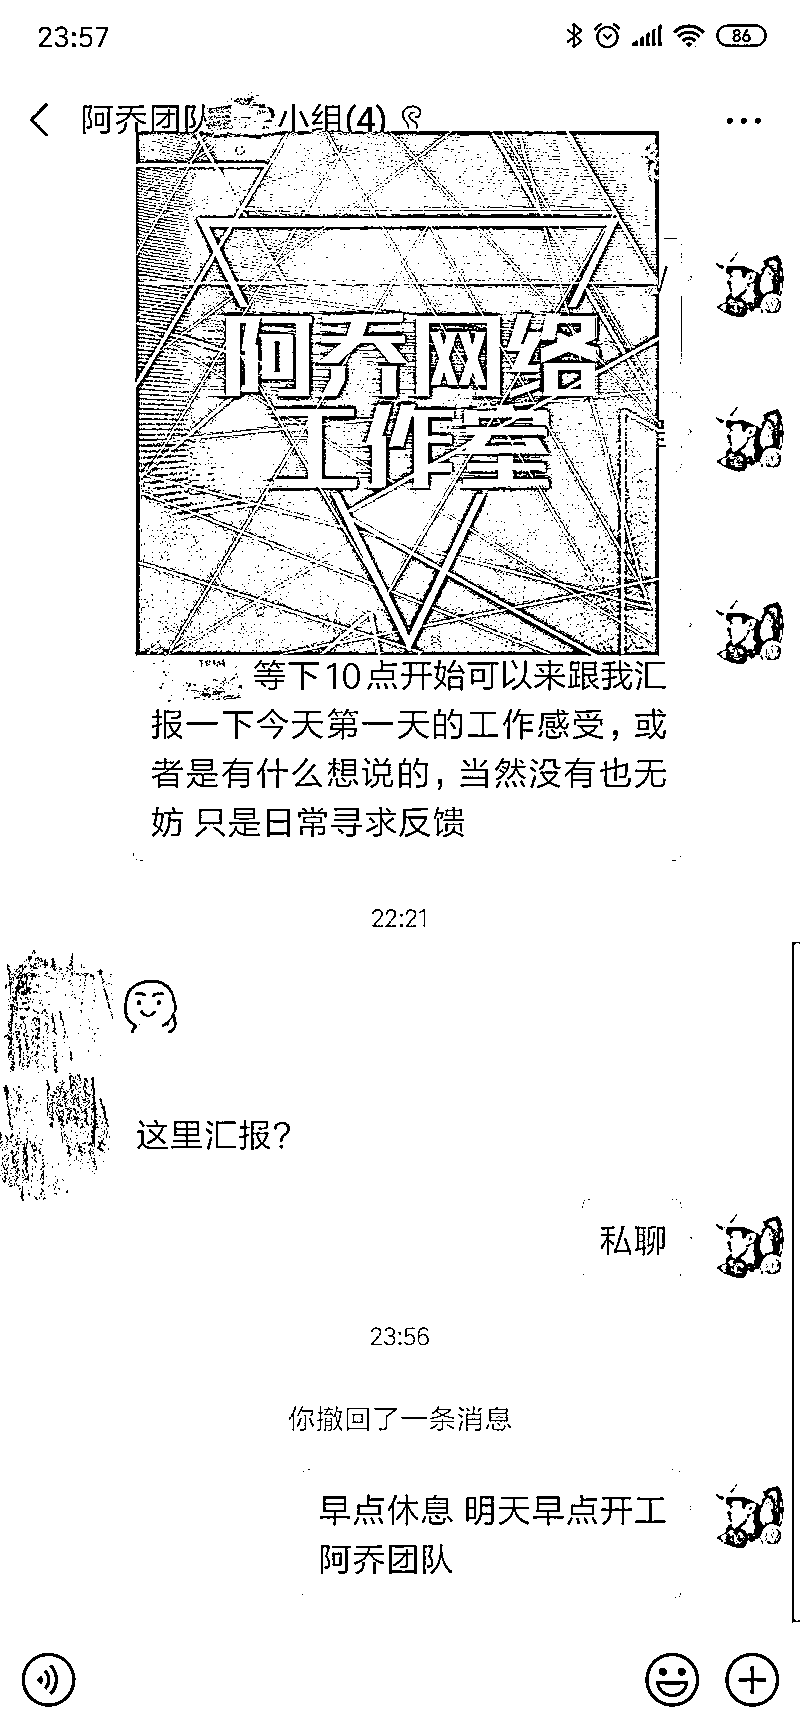 23:57
86
阿乔团队
小组(4)
阿乔网络
工作室
等下10点开始可以来跟我汇
报一下今天第一天的工作感受，或
者是有什么想说的，当然没有也无
妨 只是日常寻求反馈
22:21
这里汇报？
私聊
23:56
你撤回了一条消息
早点休息 明天早点开工
阿乔团队